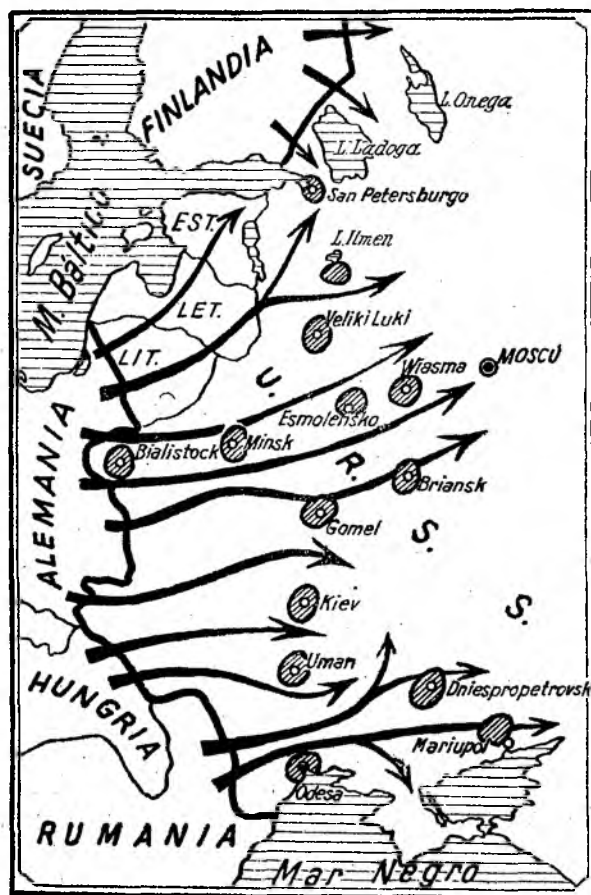 SUECIA
FINLANDIA
L. Onega
L. Ladoga
San Petersburgo
M. Báltico
EST.
L. Ilmen
LET.
Veliki Luki
LIT.
U.
Wiasma
MOSCÚ
Esmolensko
ALEMANIA
Bialistock
Minsk
R.
Briansk
Gomel
S.
Kiev
S.
Uman
HUNGRIA
Dniespropetrovsk
Mariupol
Odesa
RUMANIA
Mar Negro